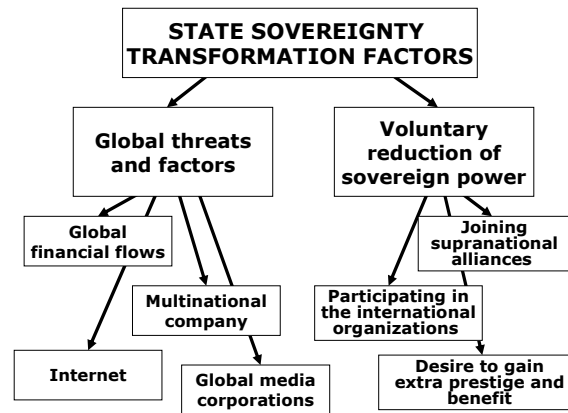 STATE SOVEREIGNTY
TRANSFORMATION FACTORS
Global threats
and factors
Voluntary
reduction of
sovereign power
Global
financial flows
Joining
supranational
alliances
Multinational
company
Participating in
the international
organizations
Internet
Global media
corporations
Desire to gain
extra prestige and
benefit